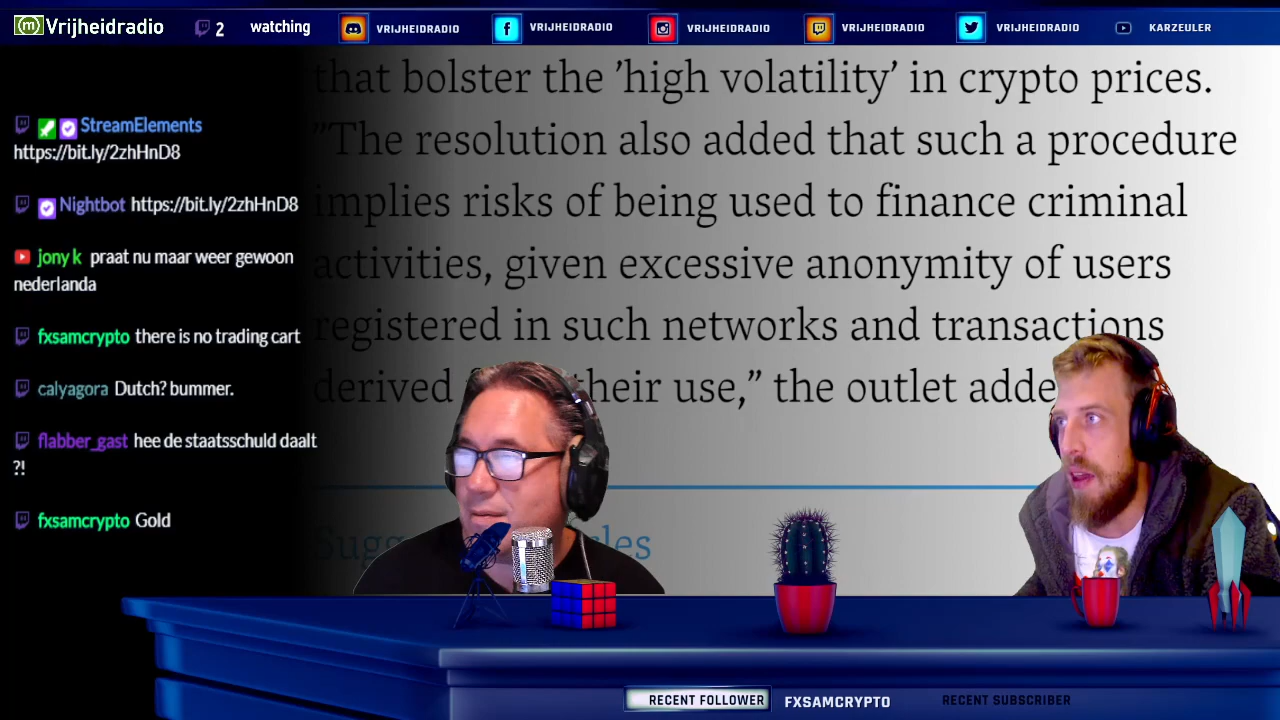 Vrijheidradio
2
watching
VRIJHEIDRADIO
VRIJHEIDRADIO
VRIJHEIDRADIO
VRIJHEIDRADIO
VRIJHEIDRADIO
KARZEULER
that bolster the 'high volatility' in crypto prices.
"The resolution also added that such a procedure
implies risks of being used to finance criminal
activities, given excessive anonymity of users
registered in such networks and transactions
derived their use," the outlet adde
StreamElements
https://bit.ly/2zhHnD8
Nightbot https://bit.ly/2zhHnD8
jony k praat nu maar weer gewoon
nederlanda
fxsamcrypto there is no trading cart
calyagora Dutch? bummer.
flabber_gast hee de staatsschuld daalt
?!
fxsamcrypto Gold
RECENT FOLLOWER FXSAMCRYPTO RECENT SUBSCRIBER